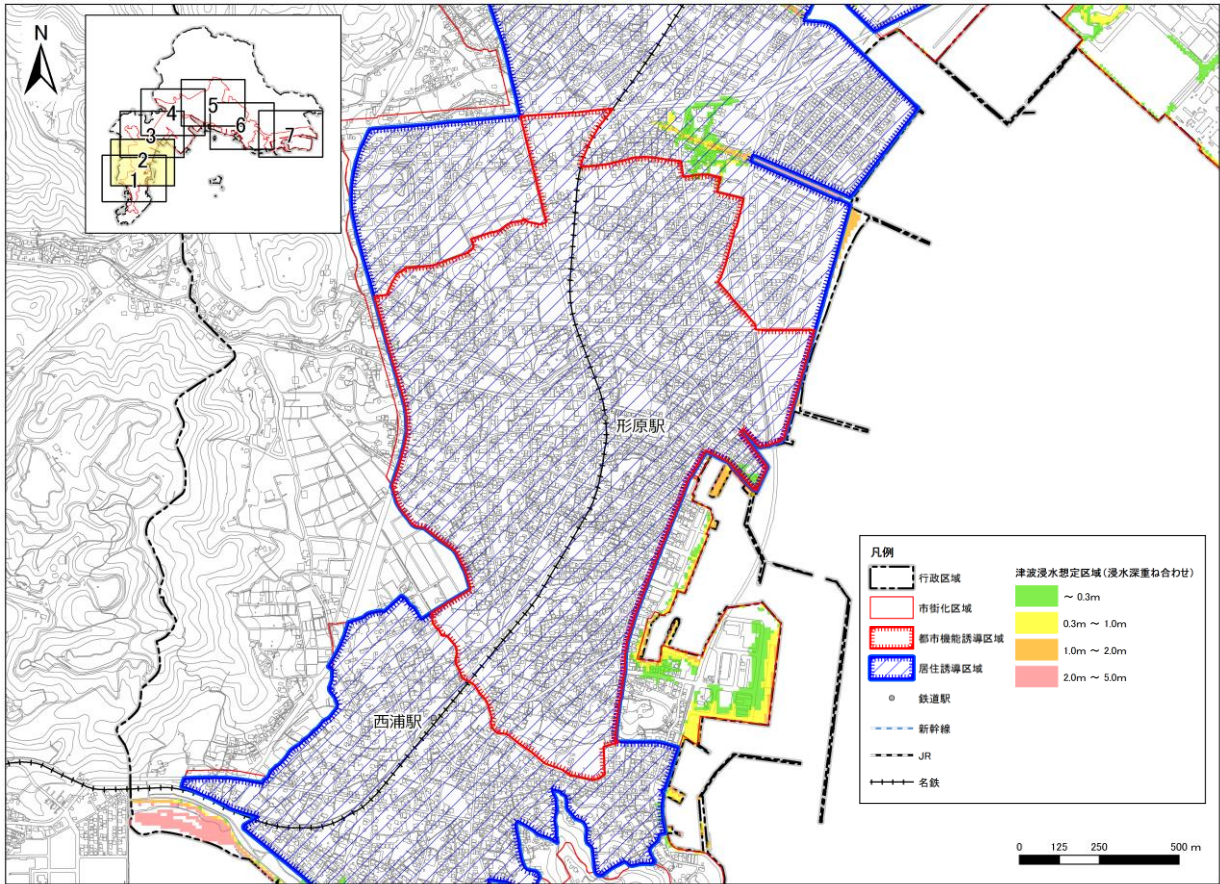 N
1
2
3
4
5
6
7
形原駅
西浦駅
凡例
行政区域
市街化区域
都市機能誘導区域
居住誘導区域
鉄道駅
新幹線
JR
名鉄
津波浸水想定区域(浸水深重ね合わせ)
～ 0.3m
0.3m ～ 1.0m
1.0m ～ 2.0m
2.0m ～ 5.0m
0 125 250 500 m